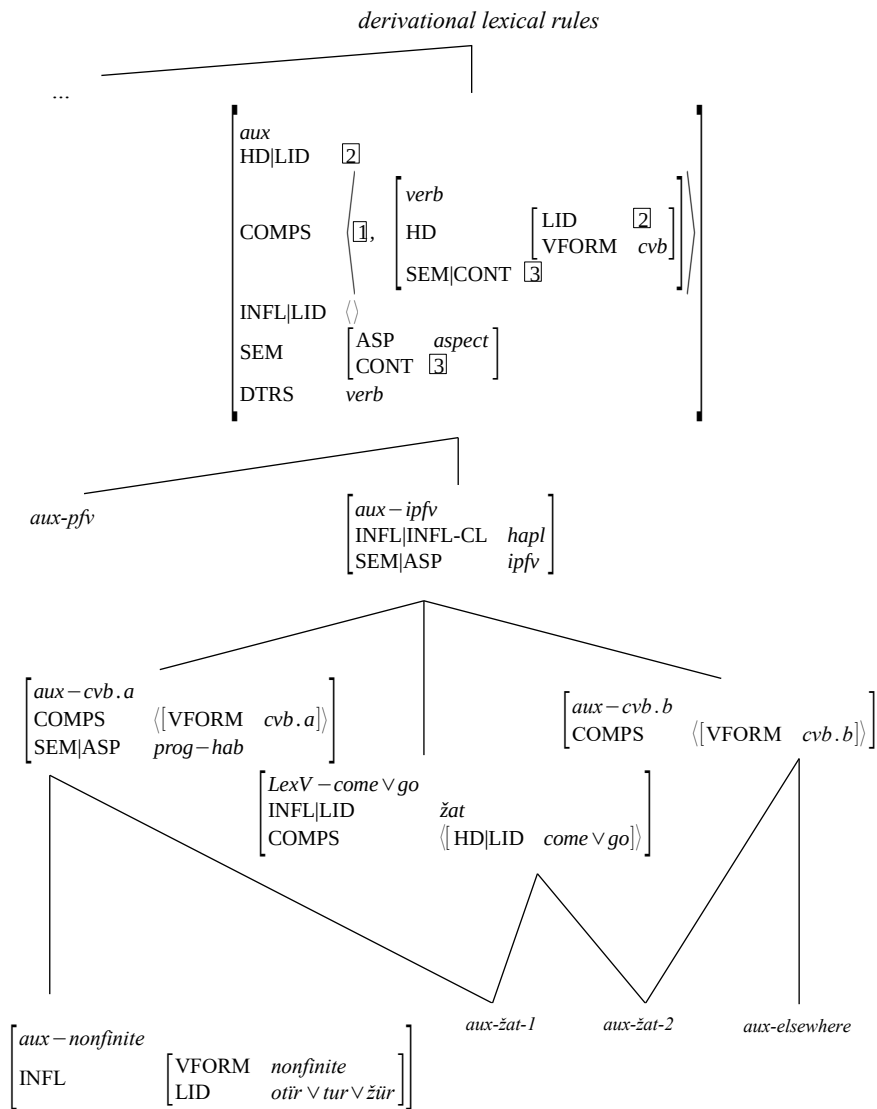 derivational lexical rules
...
aux
HD|LID 2
verb
LID 2
COMPS 〈1, HD
VFORM cvb〉
SEM|CONT 3
INFL|LID 〈〉
ASP aspect
SEM
CONT 3
DTRS verb
aux-pfv
aux−ipfv
INFL|INFL-CL hapl
SEM|ASP ipfv
aux−cvb.a
COMPS 〈[VFORM cvb.a]〉
SEM|ASP prog−hab
aux−cvb.b
COMPS 〈[VFORM cvb.b]〉
LexV−come∨go
INFL|LID žat
COMPS 〈[HD|LID come∨go]〉
aux-žat-1 aux-žat-2 aux-elsewhere
aux−nonfinite
VFORM nonfinite
INFL
LID otïr∨tur∨žür